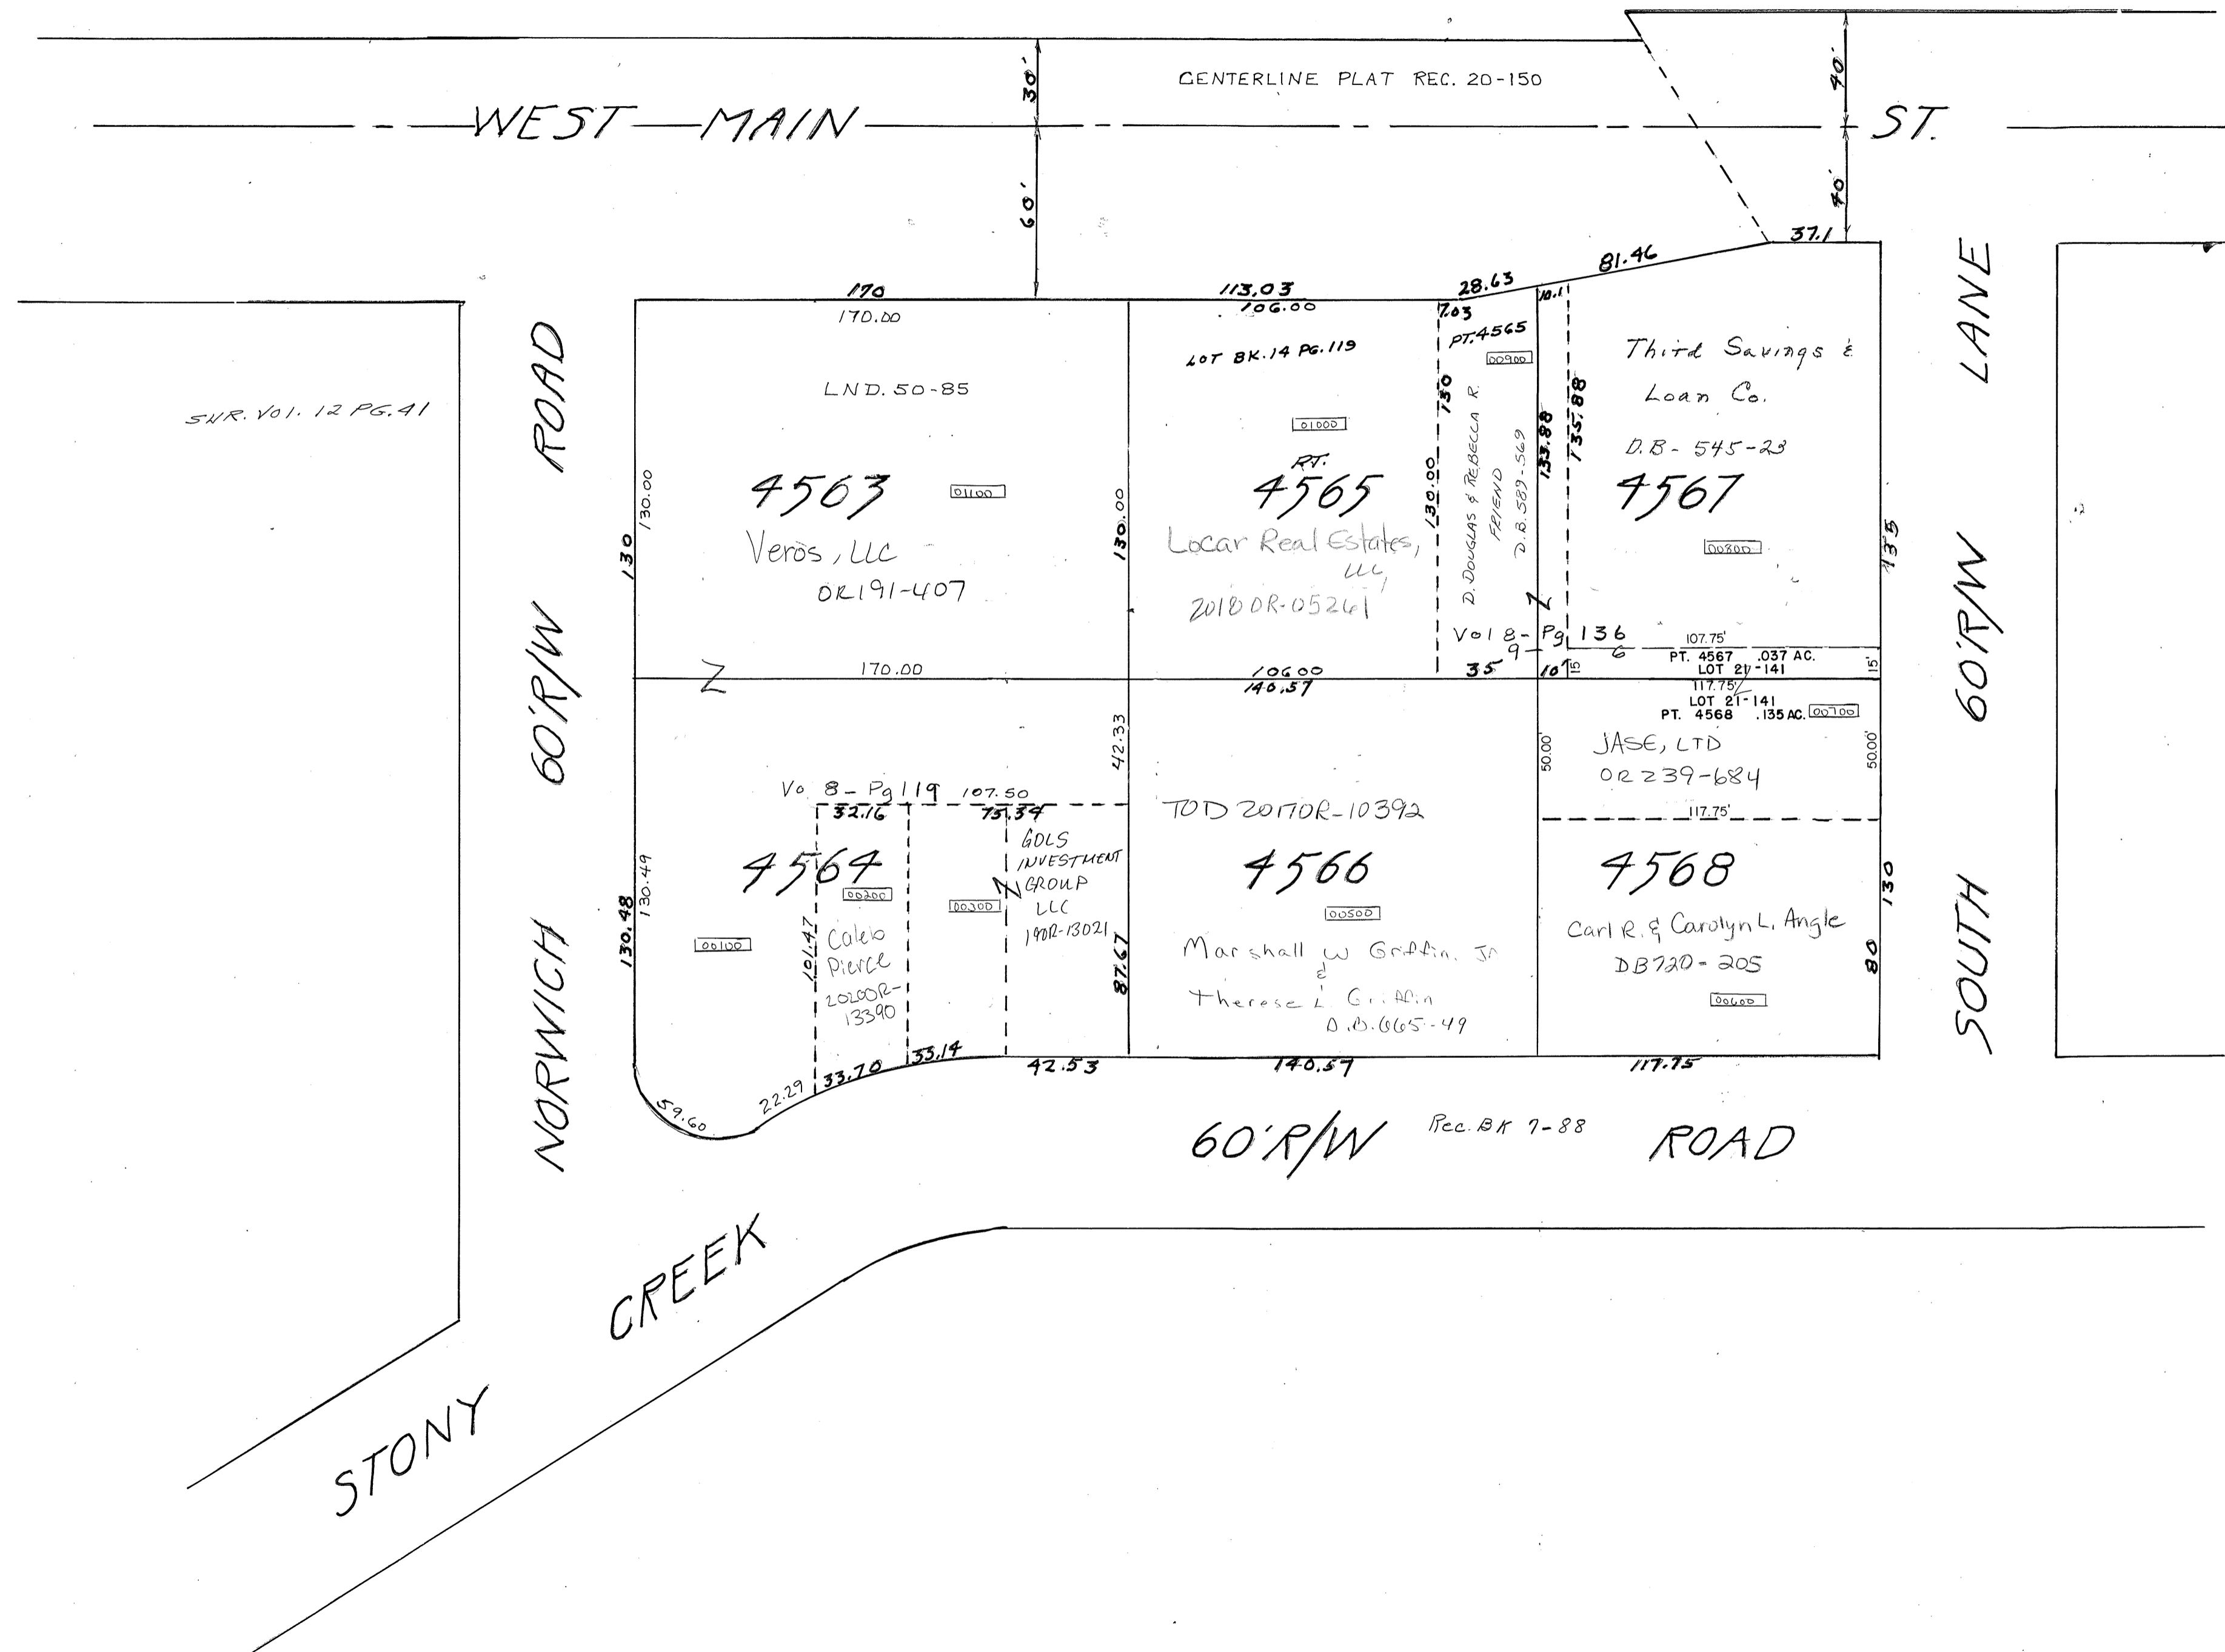 CENTERLINE PLAT REC. 20-150
30'
40'
WEST MAIN ST.
60'
40'
37.1
81.46
28.63
170
113.03
10.1
170.00
106.00
7.03
LOT BK. 14 PG. 119
PT. 4565
00900
LND. 50-85
SUR. VOL. 12 PG. 41
Third Savings &
Loan Co.
D.B - 545-23
01000
PT.
4563
01100
4565
4567
00800
Veros, LLC
OR191-407
Locar Real Estates,
LLC
2018OR-05261
130
130.00
D. DOUGLAS & REBECCA R.
FRIEND
D.B. 589-569
133.88
135.88
130
130.00
130.00
135
Vol 8- Pg 136
9- 6
107.75'
PT. 4567 .037 AC.
LOT 21-141
15
15'
170.00
106.00
35
10'
140.57
117.75'
LOT 21-141
PT. 4568 .135 AC.
00700
42.33
50.00'
50.00'
JASE, LTD
OR 239-684
117.75'
Vo 8- Pg 119
107.50
32.16
75.34
TOD 2017OR-10392
GOLS
INVESTMENT
GROUP
LLC
19OR-13021
4564
00200
00300
00100
Caleb
Pierce
2020OR-
13390
101.47
130.48
130.49
87.67
4566
00500
Marshall W Griffin, Jr
&
Therese L Griffin
D.B. 665-49
4568
Carl R. & Carolyn L. Angle
DB720-205
00600
130
80
59.60
22.29
33.70
33.14
42.53
140.57
117.75
NORWICH 60' R/W ROAD
SOUTH 60' R/W LANE
60' R/W
Rec. BK 7-88
ROAD
STONY CREEK